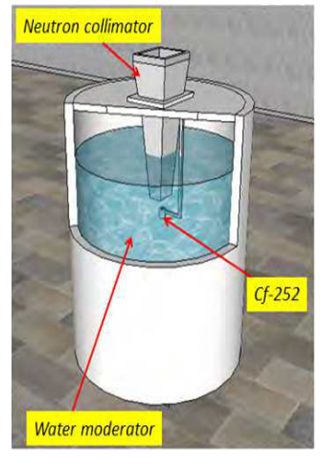 Neutron collimator
Cf-252
Water moderator